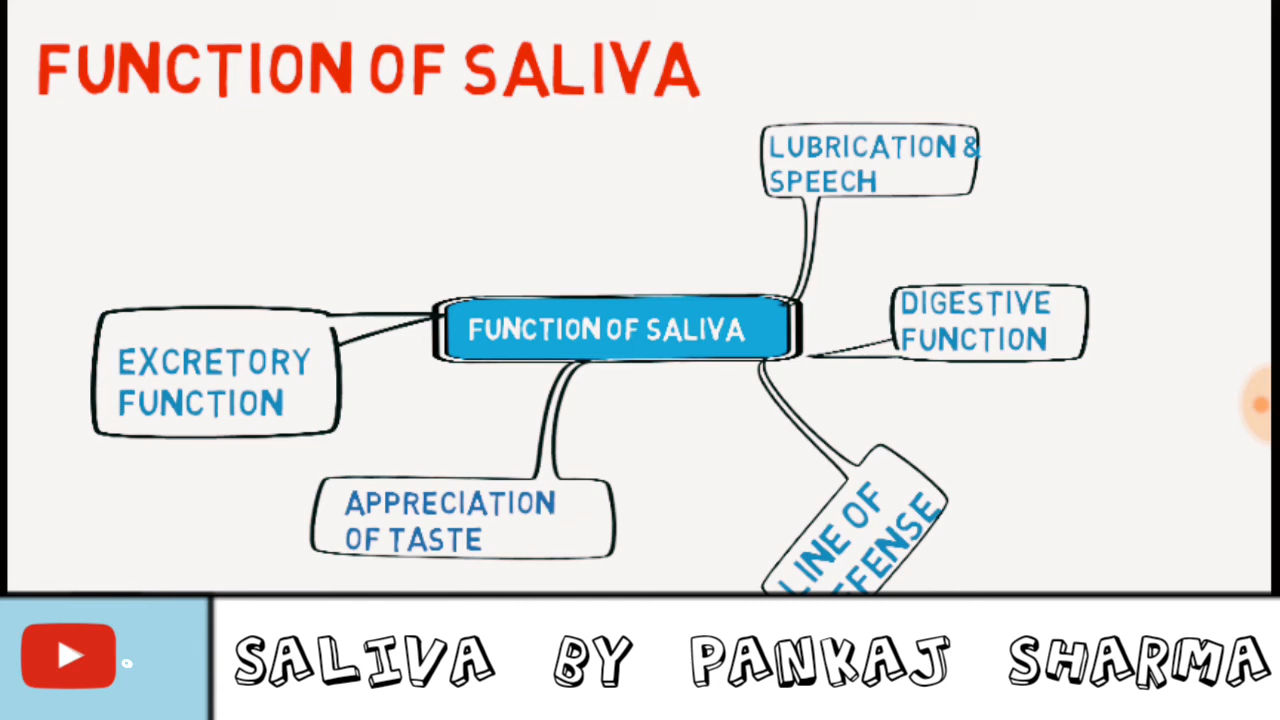 FUNCTION OF SALIVA
LUBRICATION &
SPEECH
DIGESTIVE
FUNCTION
FUNCTION OF SALIVA
EXCRETORY
FUNCTION
APPRECIATION
OF TASTE
LINE OF
SALIVA BY PANKAJ SHARMA